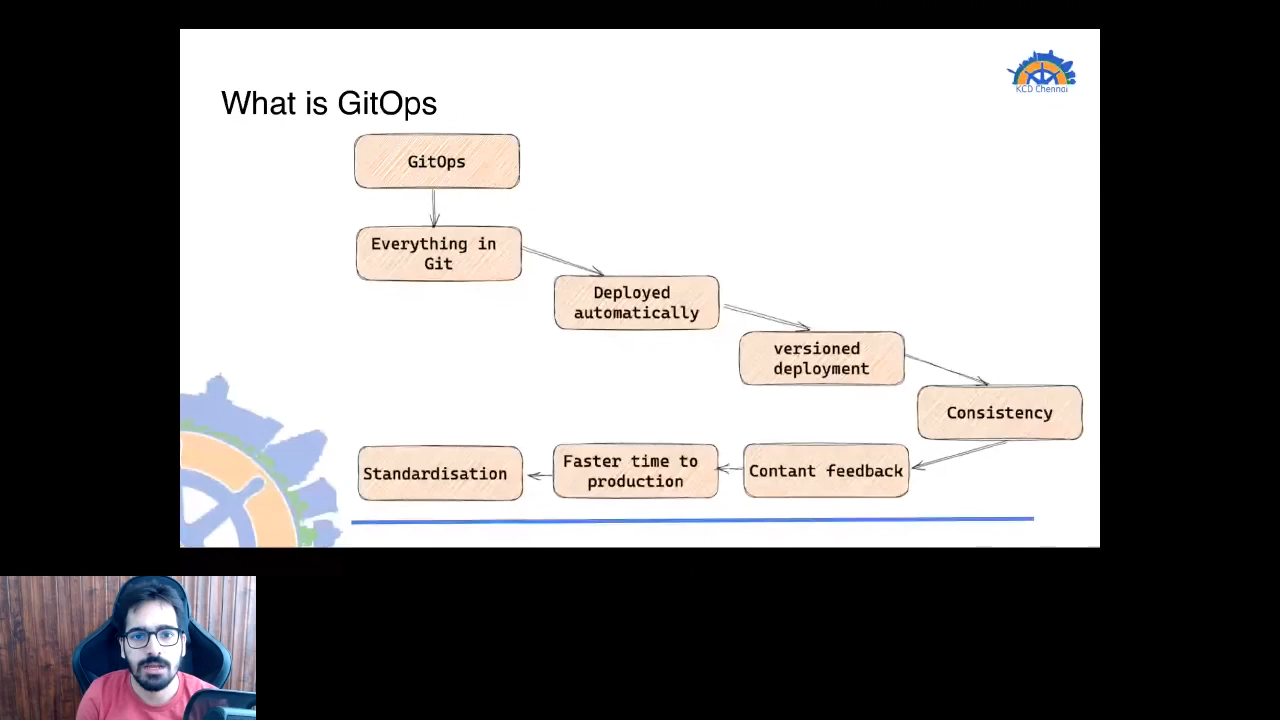 KCD Chennai
What is GitOps
GitOps
Everything in
Git
Deployed
automatically
versioned
deployment
Consistency
Contant feedback
Faster time to
production
Standardisation